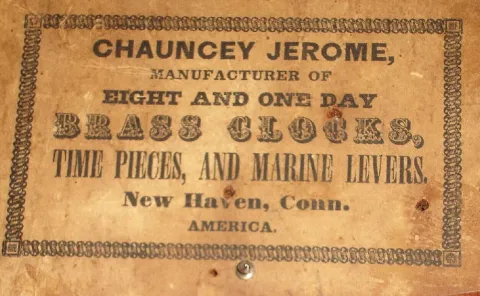 CHAUNCEY JEROME,
MANUFACTURER OF
EIGHT AND ONE DAY
BRASS CLOCKS,
TIME PIECES, AND MARINE LEVERS.
New Haven, Conn.
AMERICA.